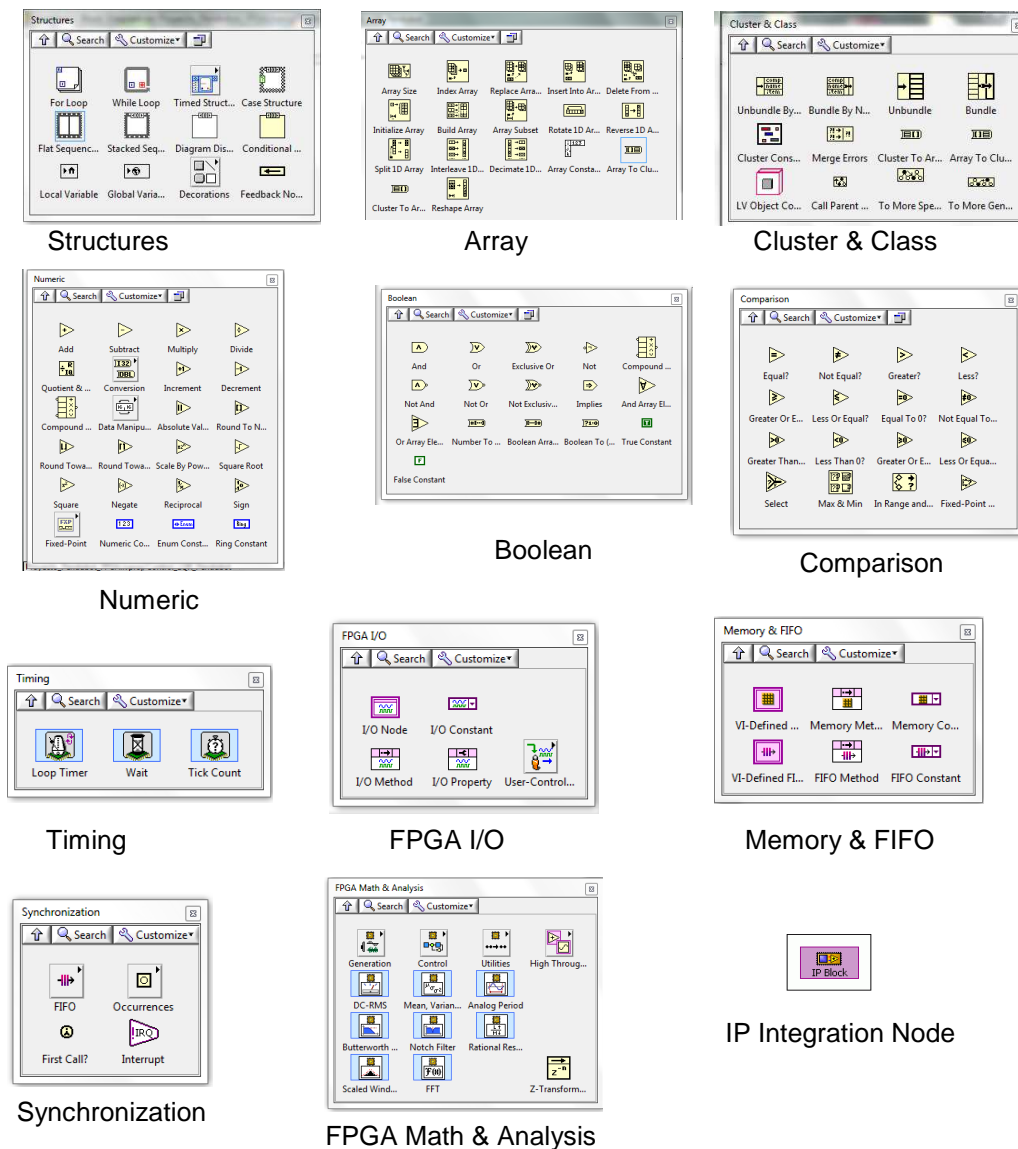 Structures
Search Customize
For Loop While Loop Timed Struct... Case Structure
Flat Sequenc... Stacked Seq... Diagram Dis... Conditional ...
Local Variable Global Varia... Decorations Feedback No...
Structures
Array
Search Customize
Array Size Index Array Replace Arra... Insert Into Ar... Delete From ...
Initialize Array Build Array Array Subset Rotate 1D Ar... Reverse 1D A...
Split 1D Array Interleave 1D... Decimate 1D... Array Consta... Array To Clu...
Cluster To Ar... Reshape Array
Array
Cluster & Class
Search Customize
Unbundle By... Bundle By N... Unbundle Bundle
Cluster Cons... Merge Errors Cluster To Ar... Array To Clu...
LV Object Co... Call Parent ... To More Spe... To More Gen...
Cluster & Class
Numeric
Search Customize
Add Subtract Multiply Divide
Quotient & ... Conversion Increment Decrement
Compound ... Data Manipu... Absolute Val... Round To N...
Round Towa... Round Towa... Scale By Pow... Square Root
Square Negate Reciprocal Sign
Fixed-Point Numeric Co... Enum Const... Ring Constant
Numeric
Boolean
Search Customize
And Or Exclusive Or Not Compound ...
Not And Not Or Not Exclusiv... Implies And Array El...
Or Array Ele... Number To ... Boolean Arra... Boolean To (... True Constant
False Constant
Boolean
Comparison
Search Customize
Equal? Not Equal? Greater? Less?
Greater Or E... Less Or Equal? Equal To 0? Not Equal To...
Greater Than... Less Than 0? Greater Or E... Less Or Equa...
Select Max & Min In Range and... Fixed-Point ...
Comparison
Timing
Search Customize
Loop Timer Wait Tick Count
Timing
FPGA I/O
Search Customize
I/O Node I/O Constant
I/O Method I/O Property User-Control...
FPGA I/O
Memory & FIFO
Search Customize
VI-Defined ... Memory Met... Memory Co...
VI-Defined FI... FIFO Method FIFO Constant
Memory & FIFO
Synchronization
Search Customize
FIFO Occurrences
IRQ
First Call? Interrupt
Synchronization
FPGA Math & Analysis
Search Customize
Generation Control Utilities High Throug...
DC-RMS Mean, Varian... Analog Period
Butterworth ... Notch Filter Rational Res...
Scaled Wind... FFT Z-Transform...
FPGA Math & Analysis
IP Block
IP Integration Node